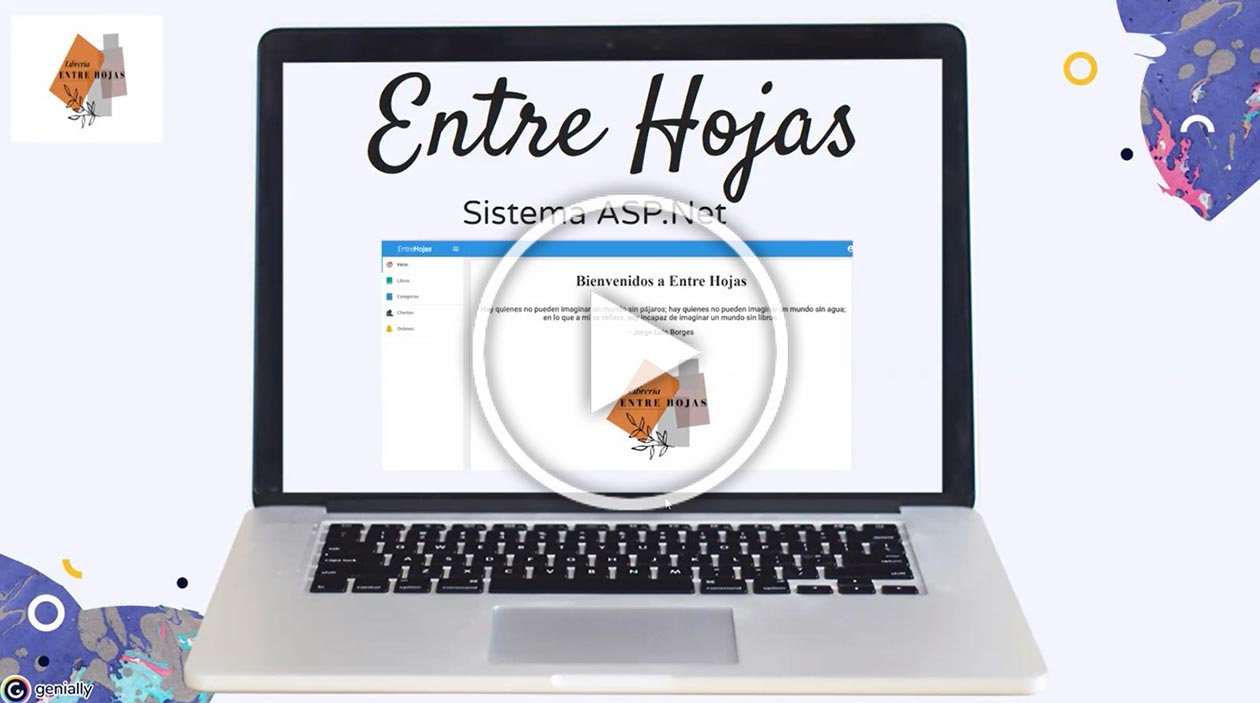 Librería
ENTRE HOJAS
Entre Hojas
Sistema ASP.Net
EntreHojas
Inicio
Libros
Categorías
Clientes
Órdenes
Bienvenidos a Entre Hojas
Hay quienes no pueden imaginar un mundo sin pájaros; hay quienes no pueden imaginar un mundo sin agua;
en lo que a mí se refiere, soy incapaz de imaginar un mundo sin libros.
- Jorge Luis Borges
Librería
ENTRE HOJAS
genially